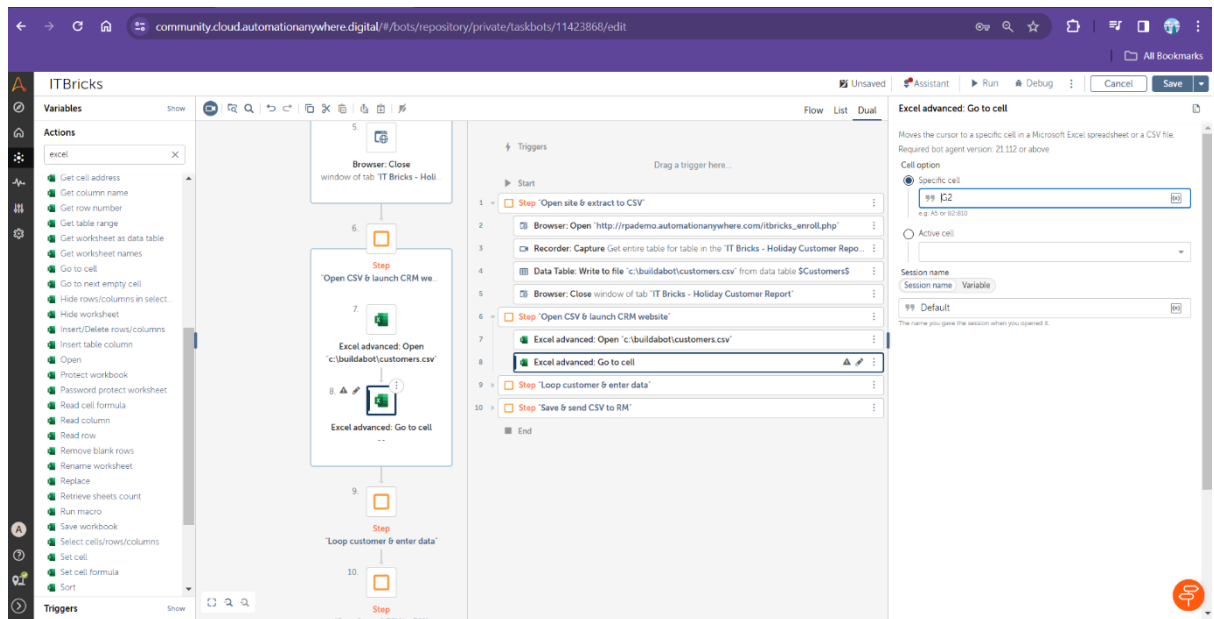 community.cloud.automationanywhere.digital/#/bots/repository/private/taskbots/11423868/edit
All Bookmarks
ITBricks
Unsaved
Assistant
Run
Debug
Cancel
Save
Variables
Show
Flow
List
Dual
Actions
excel
Get cell address
Get column name
Get row number
Get table range
Get worksheet as data table
Get worksheet names
Go to cell
Go to next empty cell
Hide rows/columns in select...
Hide worksheet
Insert/Delete rows/columns
Insert table column
Open
Protect workbook
Password protect worksheet
Read cell formula
Read column
Read row
Remove blank rows
Rename worksheet
Replace
Retrieve sheets count
Run macro
Save workbook
Select cells/rows/columns
Set cell
Set cell formula
Sort
Triggers
Show
A
5.
Browser: Close
window of tab "IT Bricks - Holi...
6.
Step
"Open CSV & launch CRM we...
7.
Excel advanced: Open
"c:\buildabot\customers.csv"
8.
Excel advanced: Go to cell
--
9.
Step
"Loop customer & enter data"
10.
Step
Triggers
Drag a trigger here...
Start
1 Step "Open site & extract to CSV"
2 Browser: Open "http://rpademo.automationanywhere.com/itbricks_enroll.php"
3 Recorder: Capture Get entire table for table in the "IT Bricks - Holiday Customer Repo...
4 Data Table: Write to file "c:\buildabot\customers.csv" from data table $Customers$
5 Browser: Close window of tab "IT Bricks - Holiday Customer Report"
6 Step "Open CSV & launch CRM website"
7 Excel advanced: Open "c:\buildabot\customers.csv"
8 Excel advanced: Go to cell
9 Step "Loop customer & enter data"
10 Step "Save & send CSV to RM"
End
Excel advanced: Go to cell
Moves the cursor to a specific cell in a Microsoft Excel spreadsheet or a CSV file.
Required bot agent version: 21.112 or above
Cell option
Specific cell
G2
(x)
e.g. A5 or B2:B10
Active cell
Session name
Session name Variable
Default
(x)
The name you gave the session when you opened it.